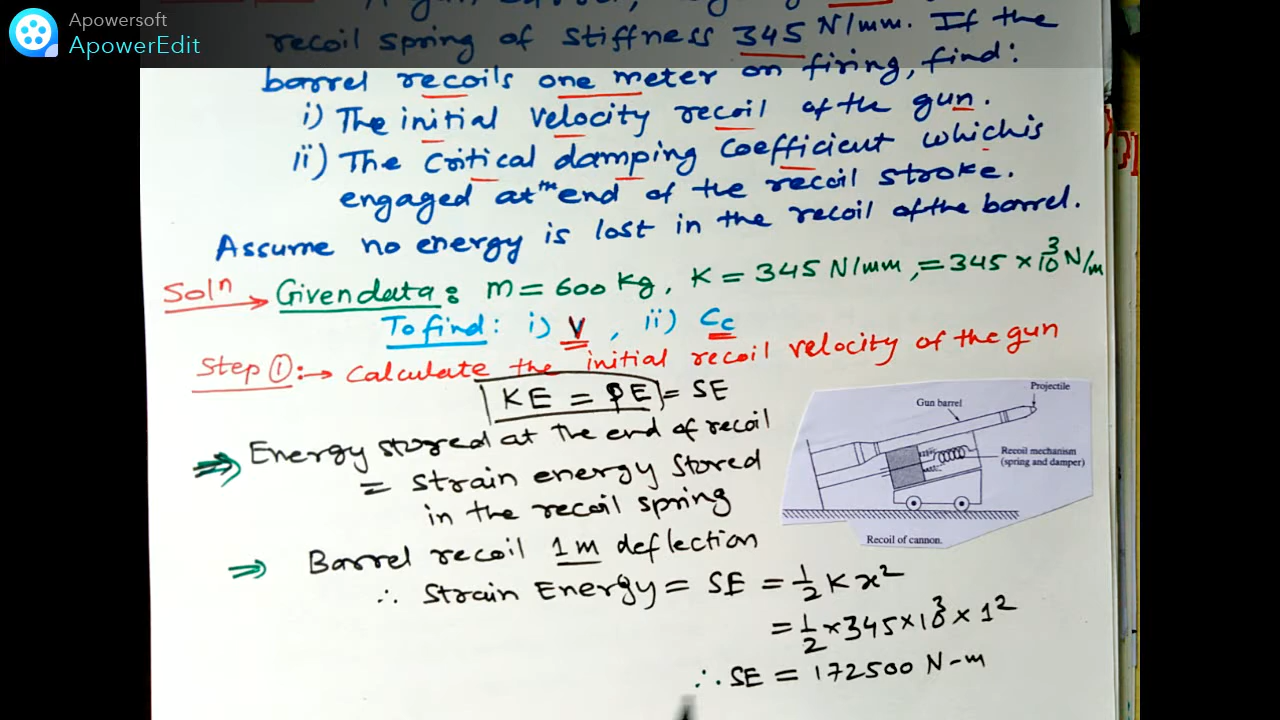 Apowersoft
ApowerEdit
recoil spring of stiffness 345 N/mm. If the
barrel recoils one meter on firing, find:
i) The initial velocity recoil of the gun.
ii) The critical damping coefficient which is
engaged at the end of the recoil stroke.
Assume no energy is lost in the recoil of the barrel.
Soln → Given data: m = 600 kg, K = 345 N/mm, = 345 × 10³ N/m
To find: i) V, ii) Cc
Step ①:→ Calculate the initial recoil velocity of the gun
KE = PE = SE
⇒ Energy stored at the end of recoil
= strain energy stored
in the recoil spring
Projectile
Gun barrel
Recoil mechanism
(spring and damper)
Recoil of cannon.
⇒ Barrel recoil 1m deflection
∴ Strain Energy = SE = 1/2 K x²
= 1/2 × 345 × 10³ × 1²
∴ SE = 172500 N-m